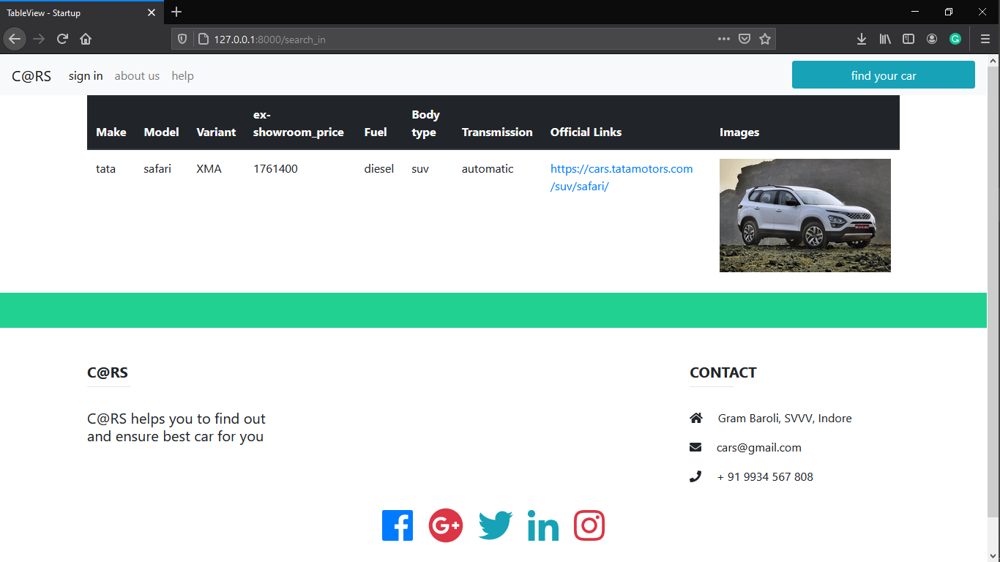 TableView - Startup
127.0.0.1:8000/search_in
C@RS sign in about us help find your car
ex- Body
Make Model Variant showroom_price Fuel type Transmission Official Links Images
tata safari XMA 1761400 diesel suv automatic https://cars.tatamotors.com
/suv/safari/
C@RS CONTACT
C@RS helps you to find out
and ensure best car for you
Gram Baroli, SVVV, Indore
cars@gmail.com
+ 91 9934 567 808